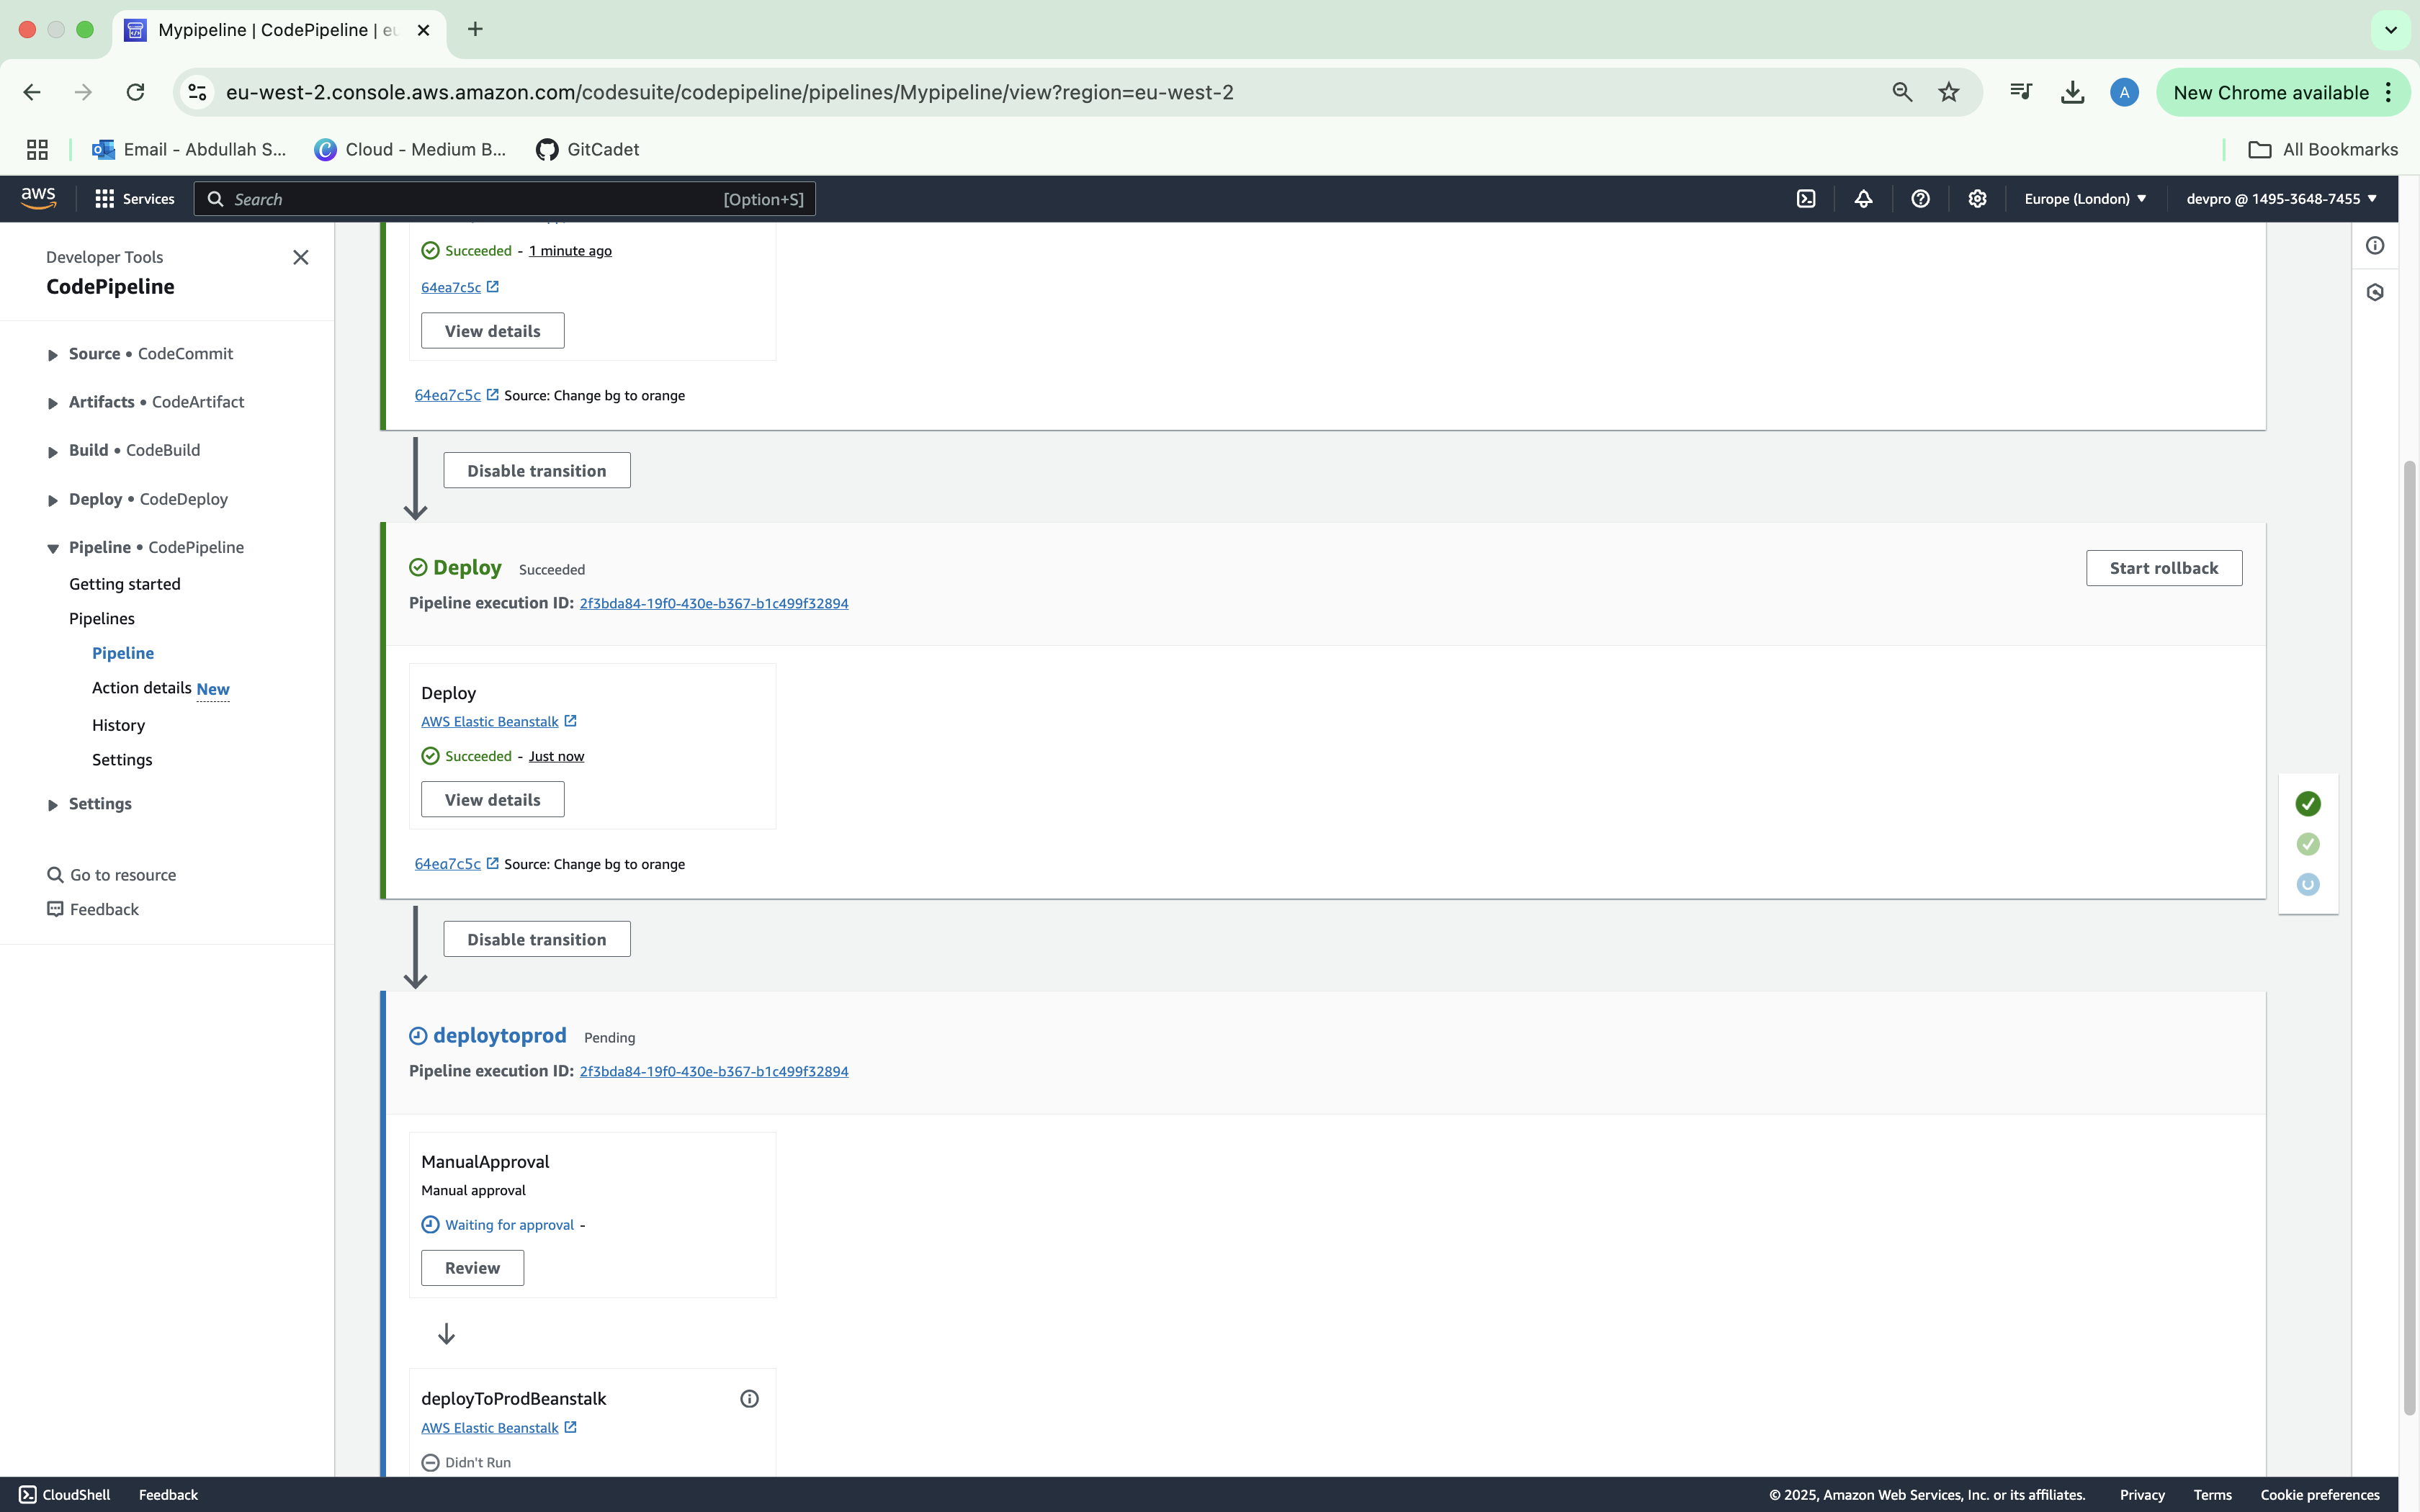 Mypipeline | CodePipeline | eu
eu-west-2.console.aws.amazon.com/codesuite/codepipeline/pipelines/Mypipeline/view?region=eu-west-2
A
New Chrome available
Email - Abdullah S...
Cloud - Medium B...
GitCadet
All Bookmarks
aws
Services
Search
[Option+S]
Europe (London)
devpro @ 1495-3648-7455
Developer Tools
CodePipeline
Source • CodeCommit
Artifacts • CodeArtifact
Build • CodeBuild
Deploy • CodeDeploy
Pipeline • CodePipeline
Getting started
Pipelines
Pipeline
Action details New
History
Settings
Settings
Go to resource
Feedback
Succeeded - 1 minute ago
64ea7c5c
View details
64ea7c5c Source: Change bg to orange
Disable transition
Deploy Succeeded
Start rollback
Pipeline execution ID: 2f3bda84-19f0-430e-b367-b1c499f32894
Deploy
AWS Elastic Beanstalk
Succeeded - Just now
View details
64ea7c5c Source: Change bg to orange
Disable transition
deploytoprod Pending
Pipeline execution ID: 2f3bda84-19f0-430e-b367-b1c499f32894
ManualApproval
Manual approval
Waiting for approval -
Review
deployToProdBeanstalk
AWS Elastic Beanstalk
Didn't Run
CloudShell
Feedback
© 2025, Amazon Web Services, Inc. or its affiliates.
Privacy
Terms
Cookie preferences